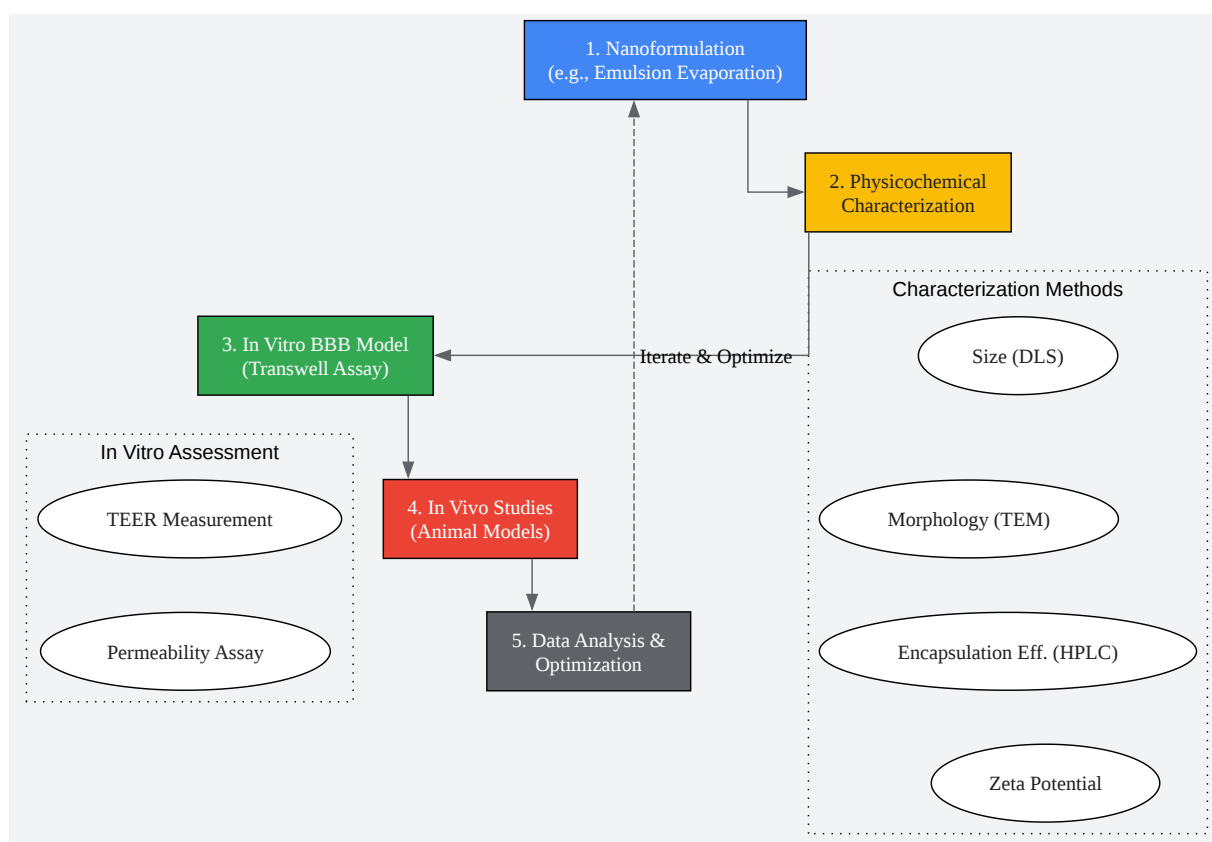 1. Nanoformulation
(e.g., Emulsion Evaporation)
2. Physicochemical
Characterization
Characterization Methods
3. In Vitro BBB Model
(Transwell Assay)
Iterate & Optimize
Size (DLS)
In Vitro Assessment
TEER Measurement
4. In Vivo Studies
(Animal Models)
Morphology (TEM)
Permeability Assay
5. Data Analysis &
Optimization
Encapsulation Eff. (HPLC)
Zeta Potential